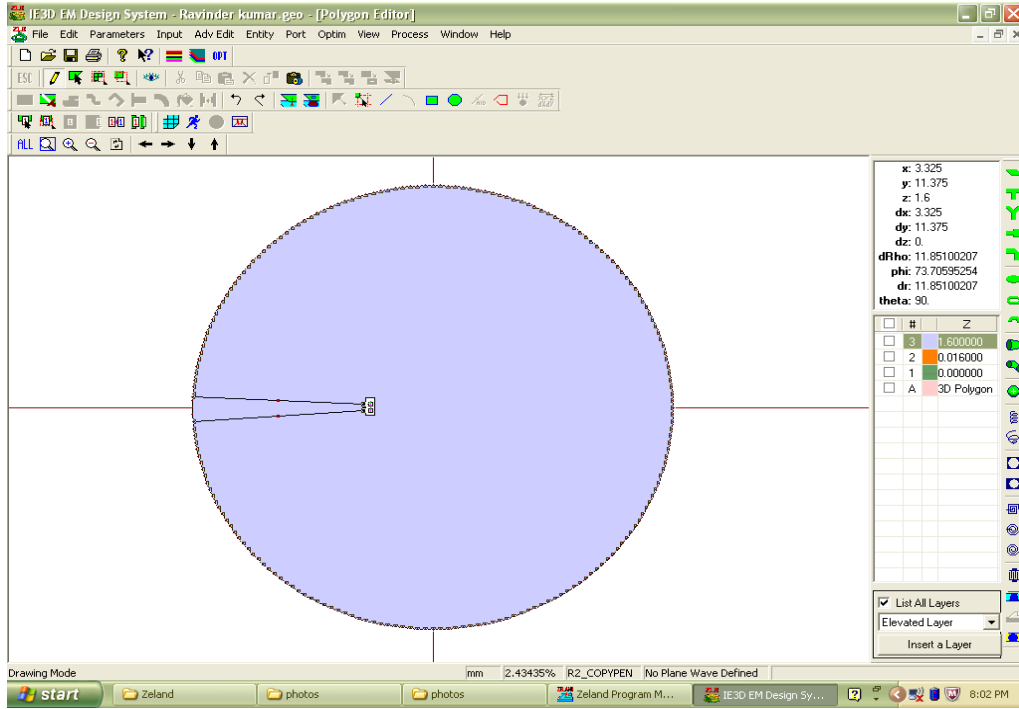 IE3D EM Design System - Ravinder kumar.geo - [Polygon Editor]
File Edit Parameters Input Adv Edit Entity Port Optim View Process Window Help
OPT
ESC
ALL
x: 3.325
y: 11.375
z: 1.6
dx: 3.325
dy: 11.375
dz: 0.
dRho: 11.85100207
phi: 73.70595254
dr: 11.85100207
theta: 90.
# Z
3 1.600000
2 0.016000
1 0.000000
A 3D Polygon
List All Layers
Elevated Layer
Insert a Layer
Drawing Mode mm 2.43435% R2_COPYPEN No Plane Wave Defined
start Zeland photos photos Zeland Program M... IE3D EM Design Sy... 8:02 PM